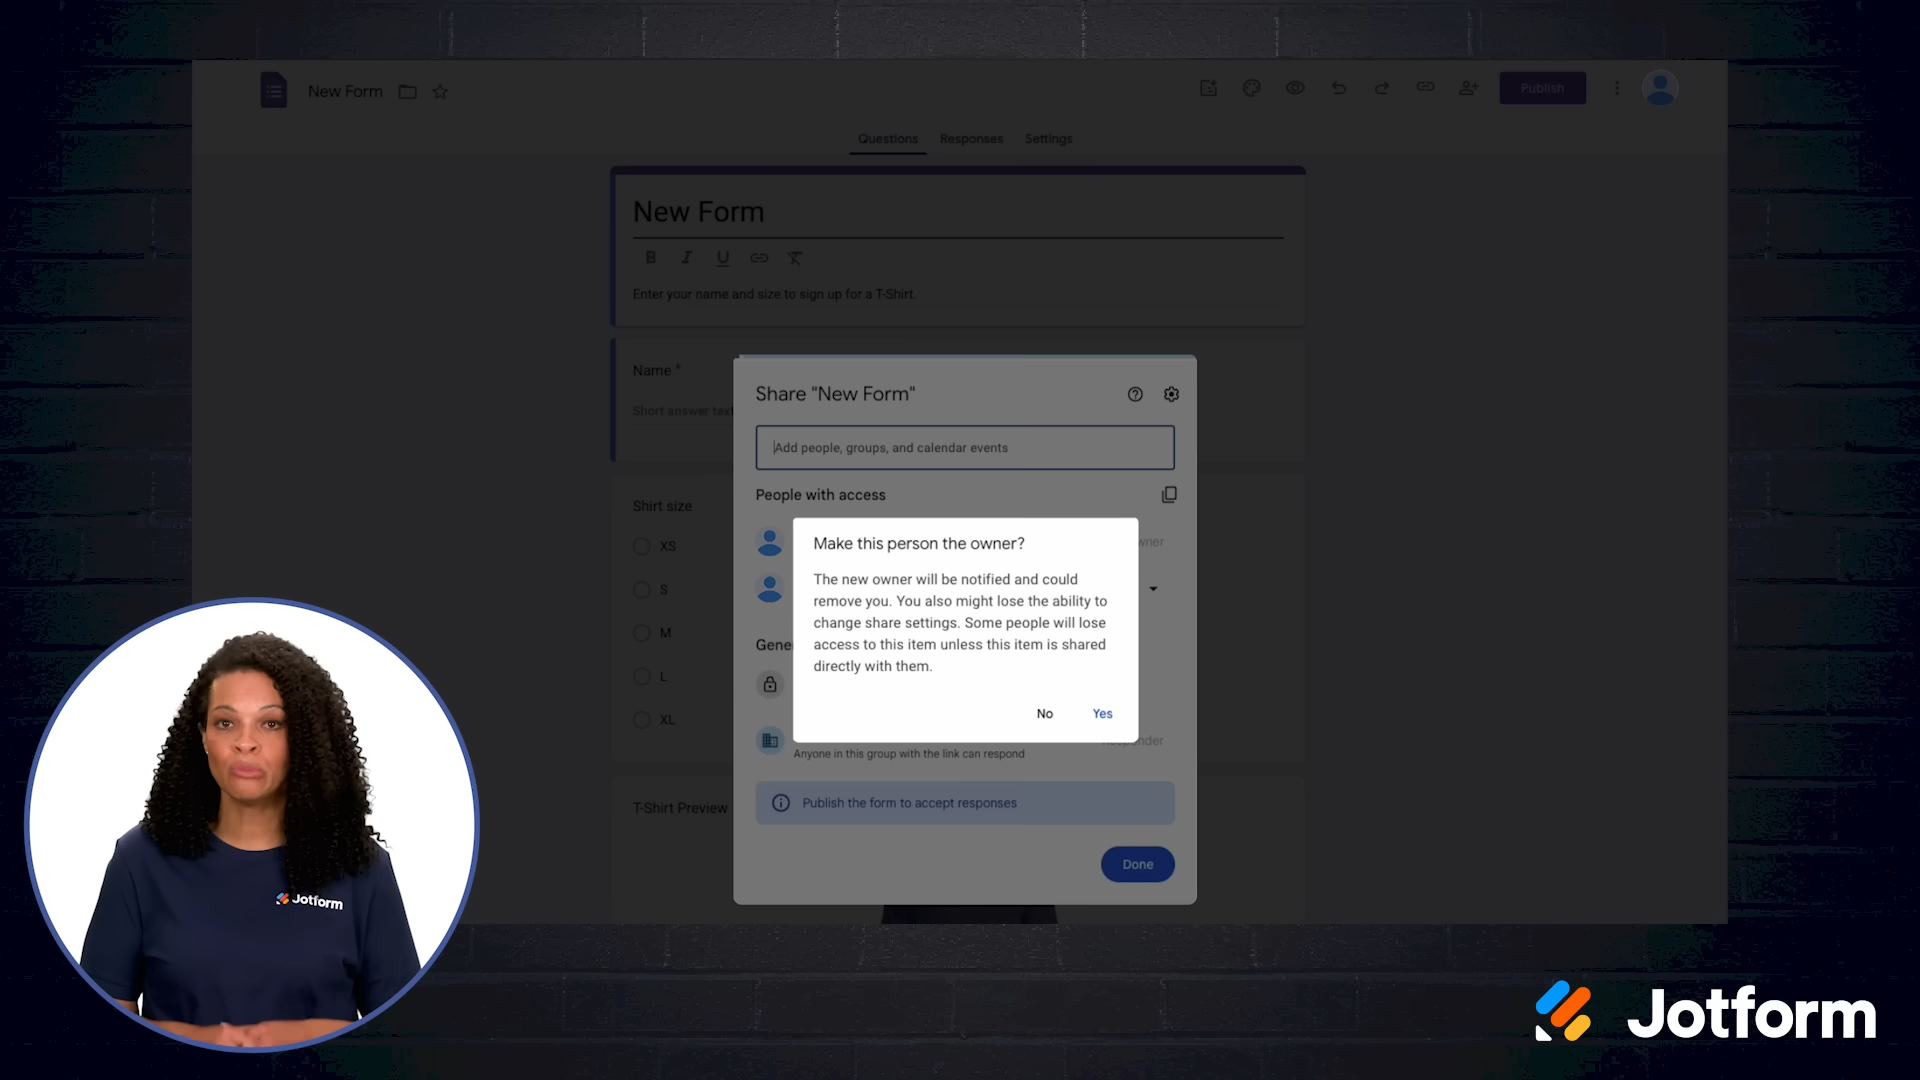 New Form
Publish
Questions Responses Settings
New Form
B I U
Enter your name and size to sign up for a T-Shirt.
Name *
Short answer text
Share "New Form"
Add people, groups, and calendar events
People with access
Shirt size
Make this person the owner?
XS
The new owner will be notified and could
remove you. You also might lose the ability to
S
change share settings. Some people will lose
M
access to this item unless this item is shared
directly with them.
L
No Yes
XL
Anyone in this group with the link can respond
Publish the form to accept responses
T-Shirt Preview
Done
Jotform
Jotform